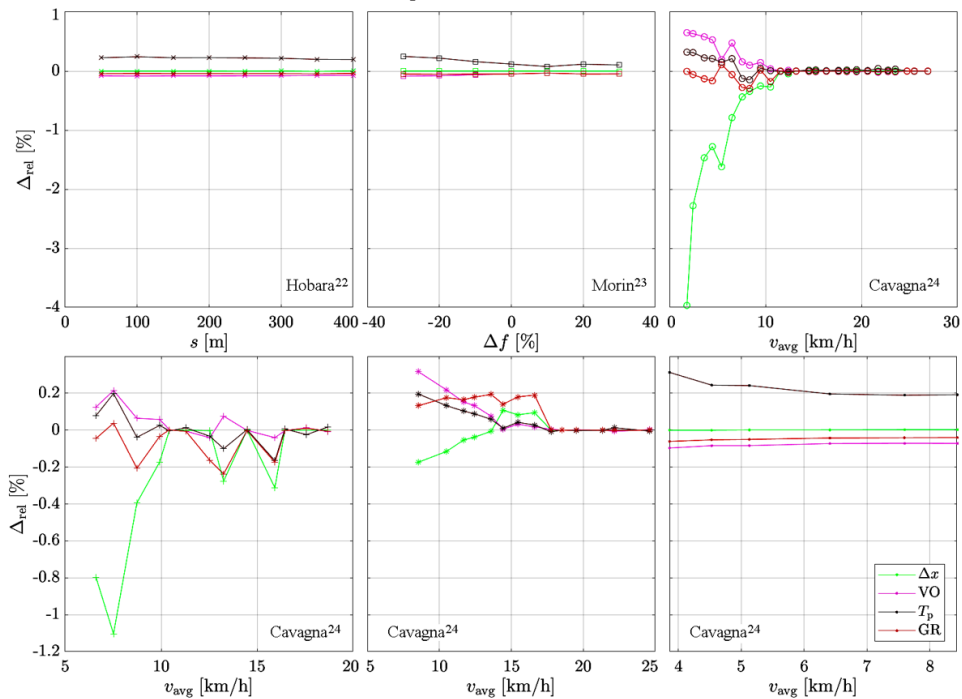 1
0
-1
-2
-3
-4
Δrel [%]
0 100 200 300 400
s [m]
Hobara22
-40 -20 0 20 40
Δf [%]
Morin23
0 10 20 30
vavg [km/h]
Cavagna24
0.2
0
-0.2
-0.4
-0.6
-0.8
-1
-1.2
Δrel [%]
5 10 15 20
vavg [km/h]
Cavagna24
5 10 15 20 25
vavg [km/h]
Cavagna24
4 5 6 7 8
vavg [km/h]
Cavagna24
Δx
VO
Tp
GR